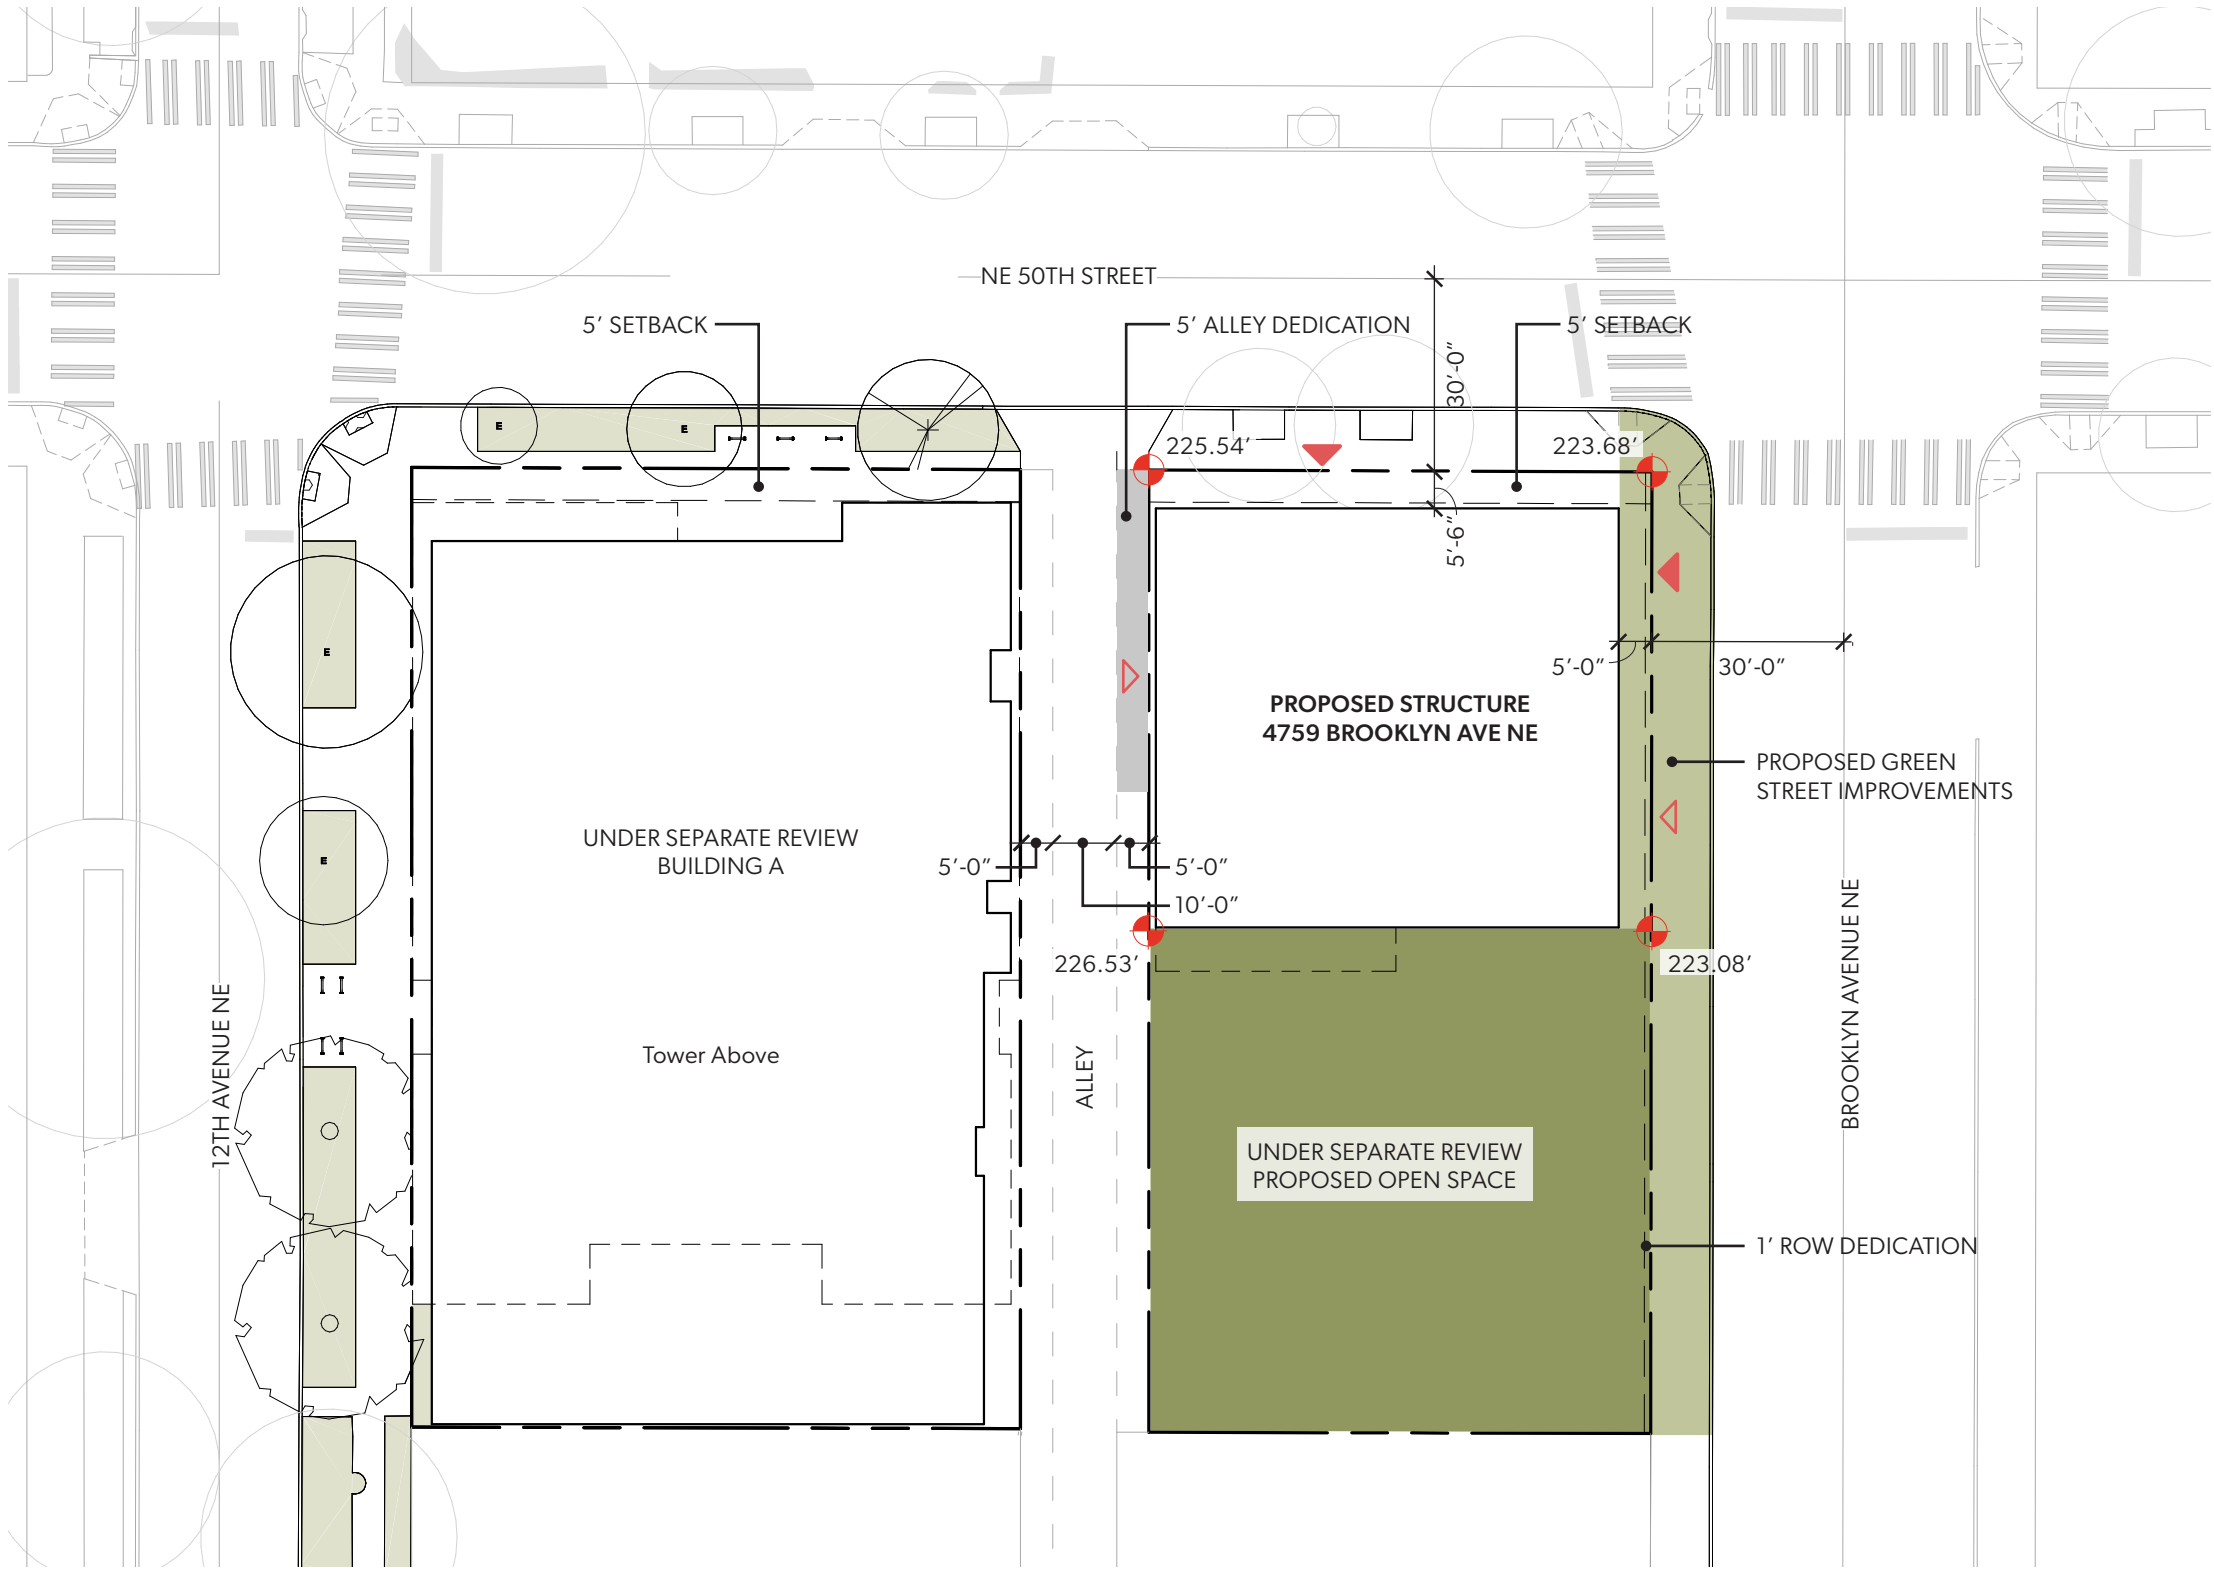 NE 50TH STREET
5’ SETBACK
5’ ALLEY DEDICATION
5’ SETBACK
30’-0”
225.54’
223.68’
5’-6”
5’-0”
30’-0”
PROPOSED STRUCTURE
4759 BROOKLYN AVE NE
PROPOSED GREEN
STREET IMPROVEMENTS
UNDER SEPARATE REVIEW
BUILDING A
5’-0”
5’-0”
10’-0”
226.53’
223.08’
12TH AVENUE NE
Tower Above
ALLEY
BROOKLYN AVENUE NE
UNDER SEPARATE REVIEW
PROPOSED OPEN SPACE
1’ ROW DEDICATION
E
E
E
E